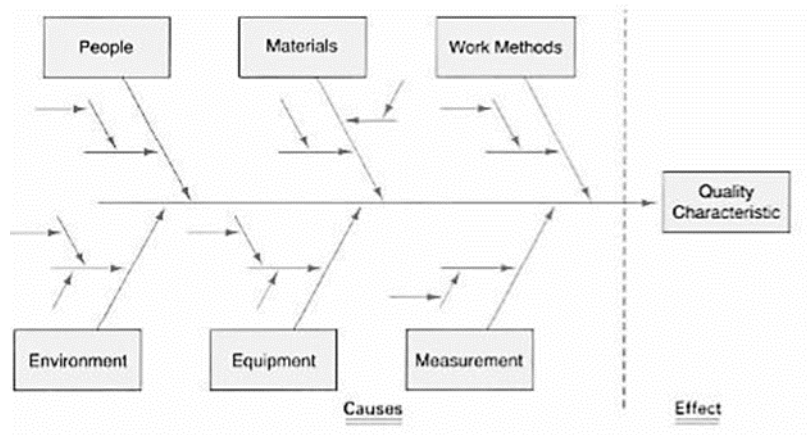 People
Materials
Work Methods
Quality
Characteristic
Environment
Equipment
Measurement
Causes
Effect